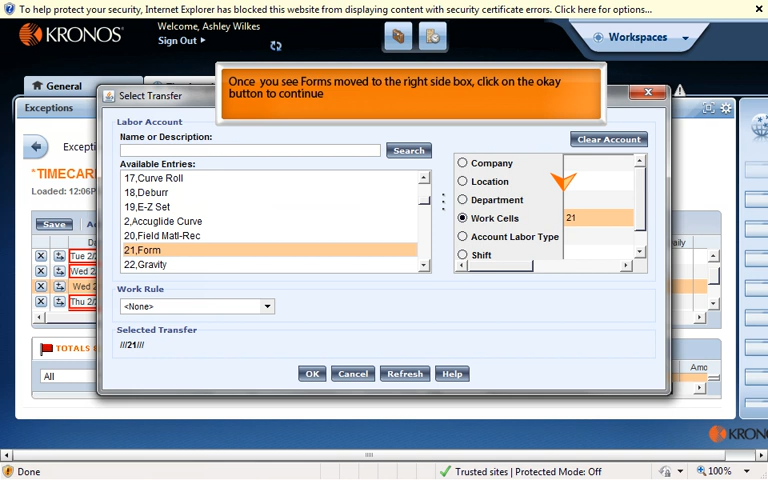 To help protect your security, Internet Explorer has blocked this website from displaying content with security certificate errors. Click here for options...
KRONOS®
Welcome, Ashley Wilkes
Sign Out
Workspaces
General
Once you see Forms moved to the right side box, click on the okay
button to continue
Exceptions
Select Transfer
Labor Account
Name or Description:
Search
Clear Account
Available Entries:
17,Curve Roll
18,Deburr
19,E-Z Set
2,Accuglide Curve
20,Field Matl-Rec
21,Form
22,Gravity
Company
Location
Department
Work Cells
21
Account Labor Type
Shift
Work Rule
<None>
Selected Transfer
///21///
OK
Cancel
Refresh
Help
Excepti
*TIMECAR
Loaded: 12:06P
Save
Tue 2/
Wed 2
Wed 2
Thu 2/
TOTALS &
All
Amo
KRONO
Done
Trusted sites | Protected Mode: Off
100%